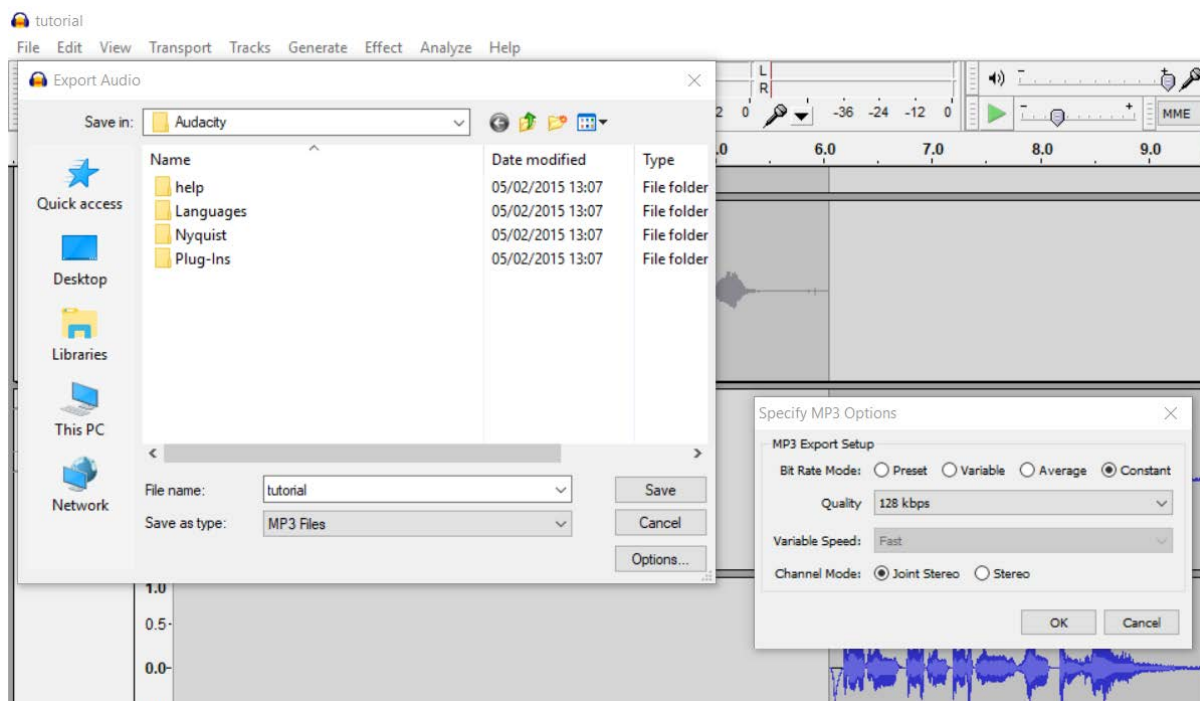 tutorial
File Edit View Transport Tracks Generate Effect Analyze Help
Export Audio
Save in: Audacity
Name Date modified Type
help 05/02/2015 13:07 File folder
Languages 05/02/2015 13:07 File folder
Nyquist 05/02/2015 13:07 File folder
Plug-Ins 05/02/2015 13:07 File folder
Quick access
Desktop
Libraries
This PC
Network
File name: tutorial Save
Save as type: MP3 Files Cancel
Options...
L
R
2 0 -36 -24 -12 0 MME
.0 6.0 7.0 8.0 9.0
Specify MP3 Options
MP3 Export Setup
Bit Rate Mode: Preset Variable Average Constant
Quality 128 kbps
Variable Speed: Fast
Channel Mode: Joint Stereo Stereo
OK Cancel
1.0
0.5-
0.0-